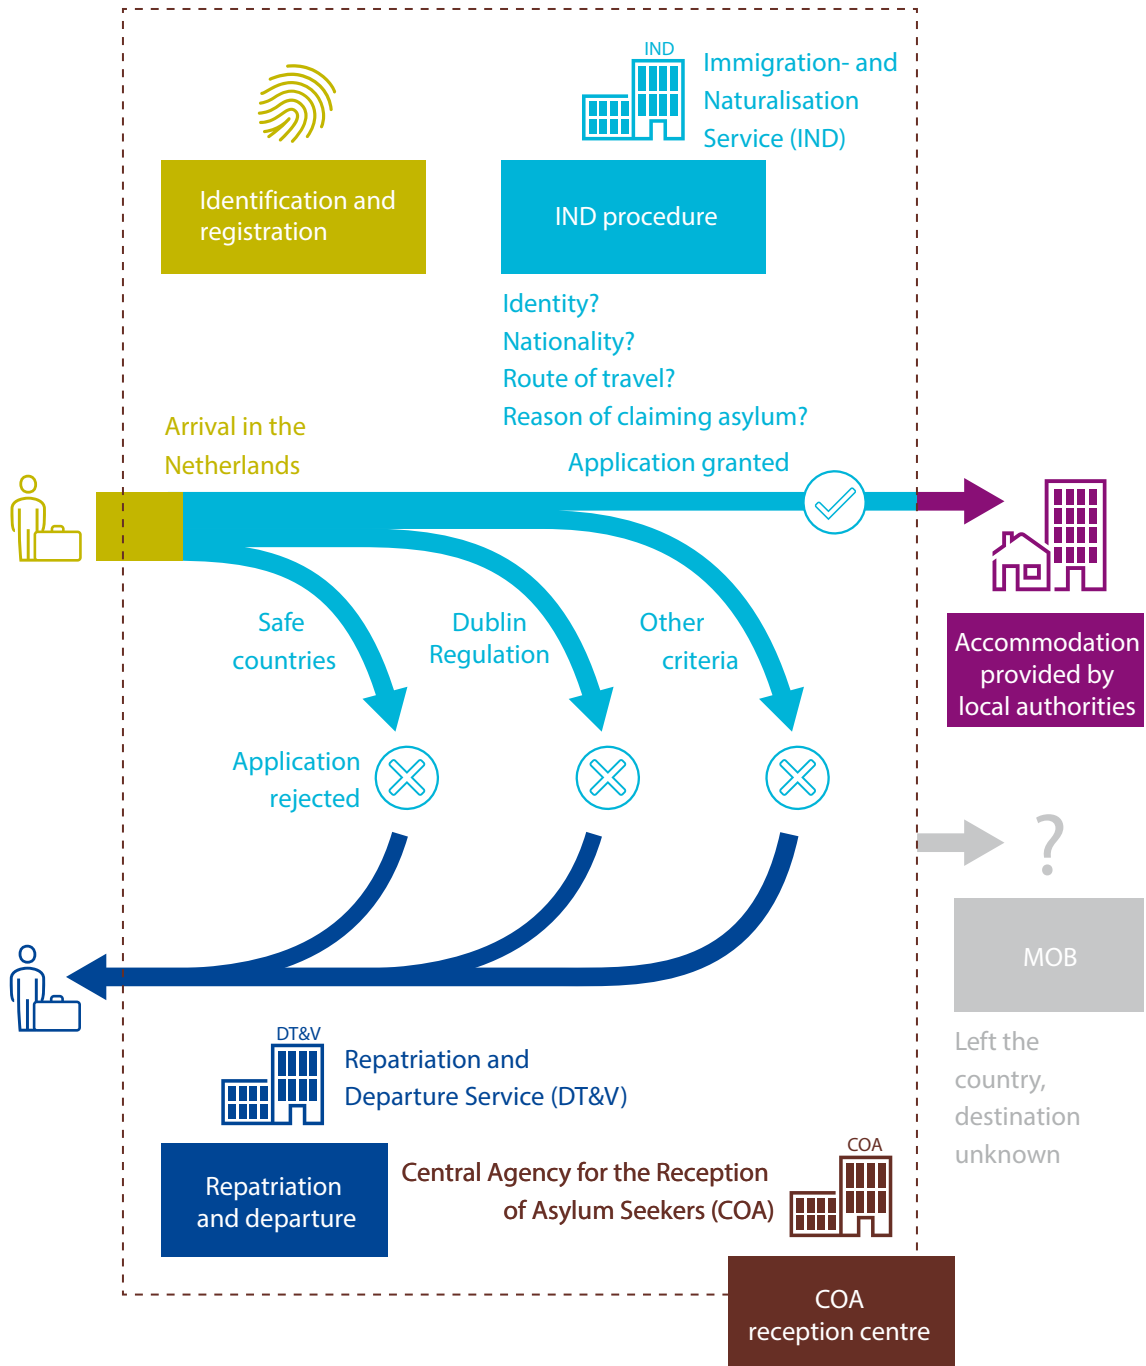 IND
Immigration- and
Naturalisation
Service (IND)
Identification and
registration
IND procedure
Identity?
Nationality?
Route of travel?
Reason of claiming asylum?
Arrival in the
Netherlands
Application granted
Safe
countries
Dublin
Regulation
Other
criteria
Accommodation
provided by
local authorities
Application
rejected
?
MOB
Left the
country,
destination
unknown
DT&V
Repatriation and
Departure Service (DT&V)
Repatriation
and departure
Central Agency for the Reception
of Asylum Seekers (COA)
COA
COA
reception centre